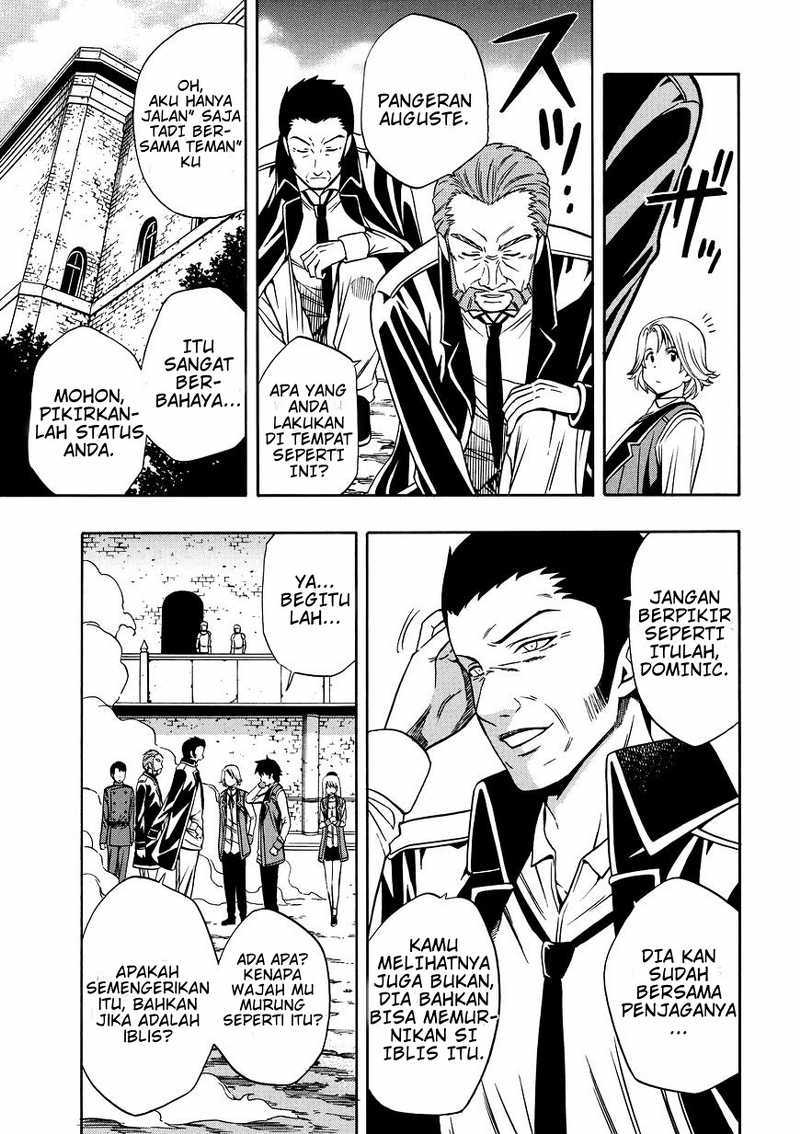 ズ
ザッ
PANGERAN
AUGUSTE.
APA YANG
ANDA
LAKUKAN
DI TEMPAT
SEPERTI
INI?
OH,
AKU HANYA
JALAN" SAJA
TADI BER-
SAMA TEMAN"
KU
ITU
SANGAT
BER-
BAHAYA...
MOHON,
PIKIRKAN-
LAH STATUS
ANDA.
JANGAN
BERPIKIR
SEPERTI
ITULAH,
DOMINIC.
DIA KAN
SUDAH
BERSAMA
PENJAGANYA
...
KAMU
MELIHATNYA
JUGA BUKAN,
DIA BAHKAN
BISA MEMUR-
NIKAN SI
IBLIS ITU.
YA...
BEGITU
LAH...
ADA APA?
KENAPA
WAJAH MU
MURUNG
SEPERTI ITU?
APAKAH
SEMENGERIKAN
ITU, BAHKAN
JIKA ADALAH
IBLIS?